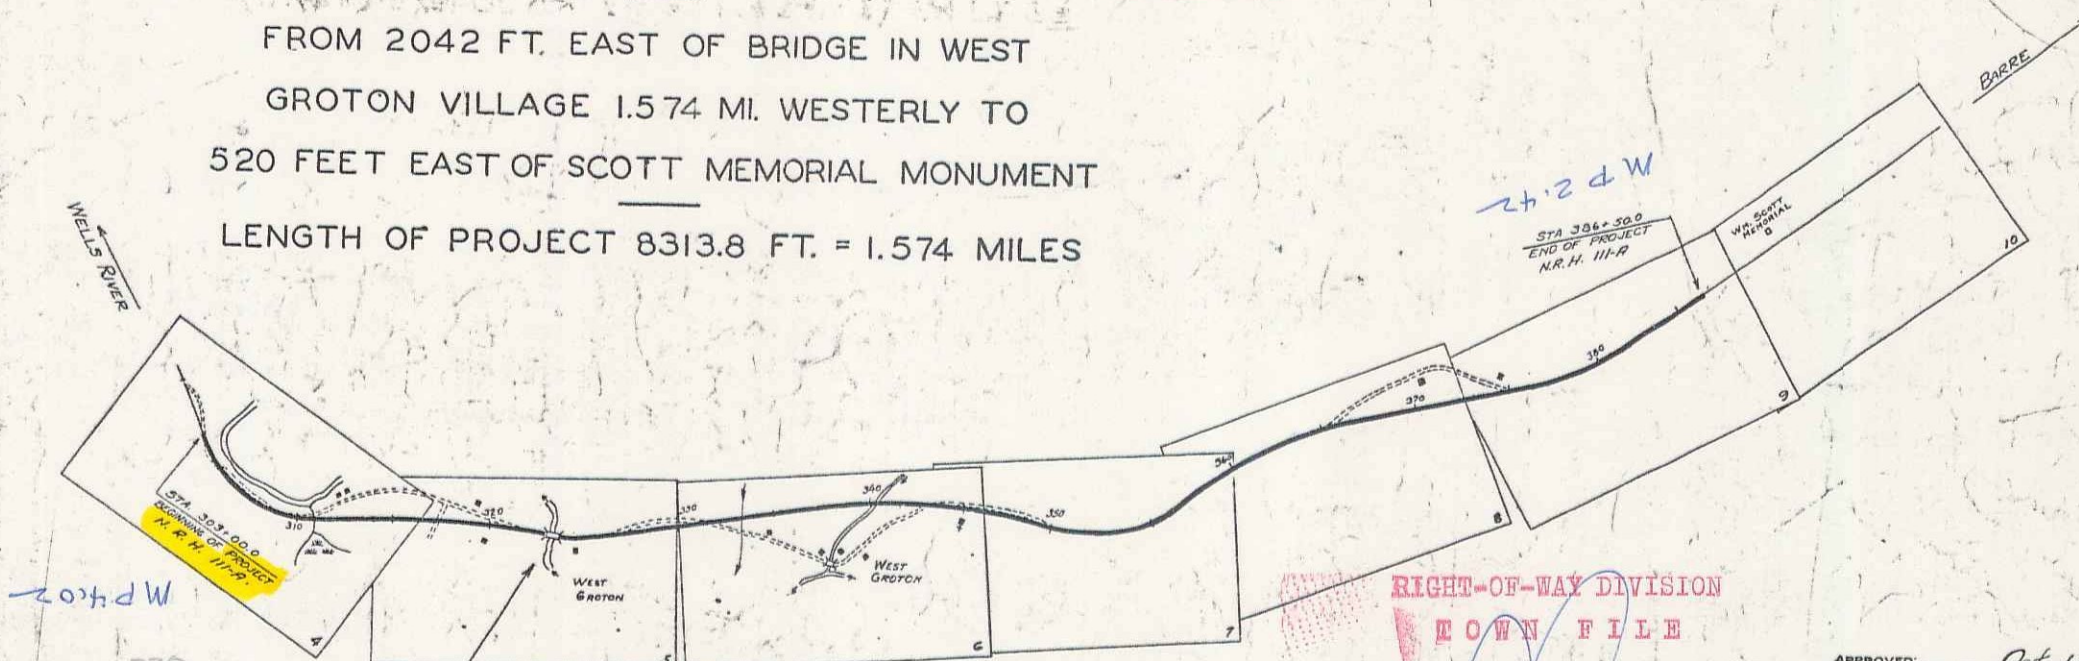 FROM 2042 FT. EAST OF BRIDGE IN WEST
GROTON VILLAGE 1.574 MI. WESTERLY TO
520 FEET EAST OF SCOTT MEMORIAL MONUMENT
LENGTH OF PROJECT 8313.8 FT. = 1.574 MILES
BARRE
WELLS RIVER
MP 2.42
STA 386+50.0
END OF PROJECT
N.R.H. 111-A
WM. SCOTT
MEMORIAL
10
9
380
370
8
360
350
7
340
330
320
310
STA. 303+00.0
BEGINNING OF PROJECT
N.R.H. 111-A.
MP 4.02
WEST
GROTON
WEST
GROTON
4
5
6
RIGHT-OF-WAY DIVISION
TOWN FILE
APPROVED: